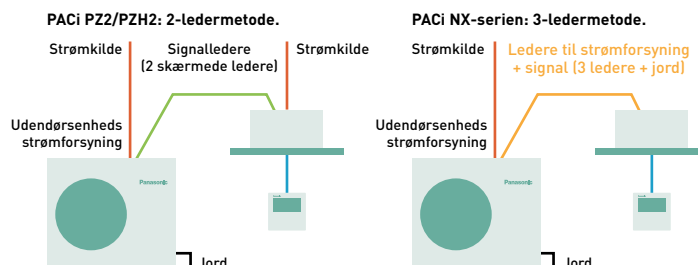 PACi PZ2/PZH2: 2-ledermetode.
Strømkilde
Signalledere
(2 skærmede ledere)
Strømkilde
Udendørsenheds
strømforsyning
Panasonic
Jord
PACi NX-serien: 3-ledermetode.
Strømkilde
Ledere til strømforsyning
+ signal (3 ledere + jord)
Udendørsenheds
strømforsyning
Panasonic
Jord